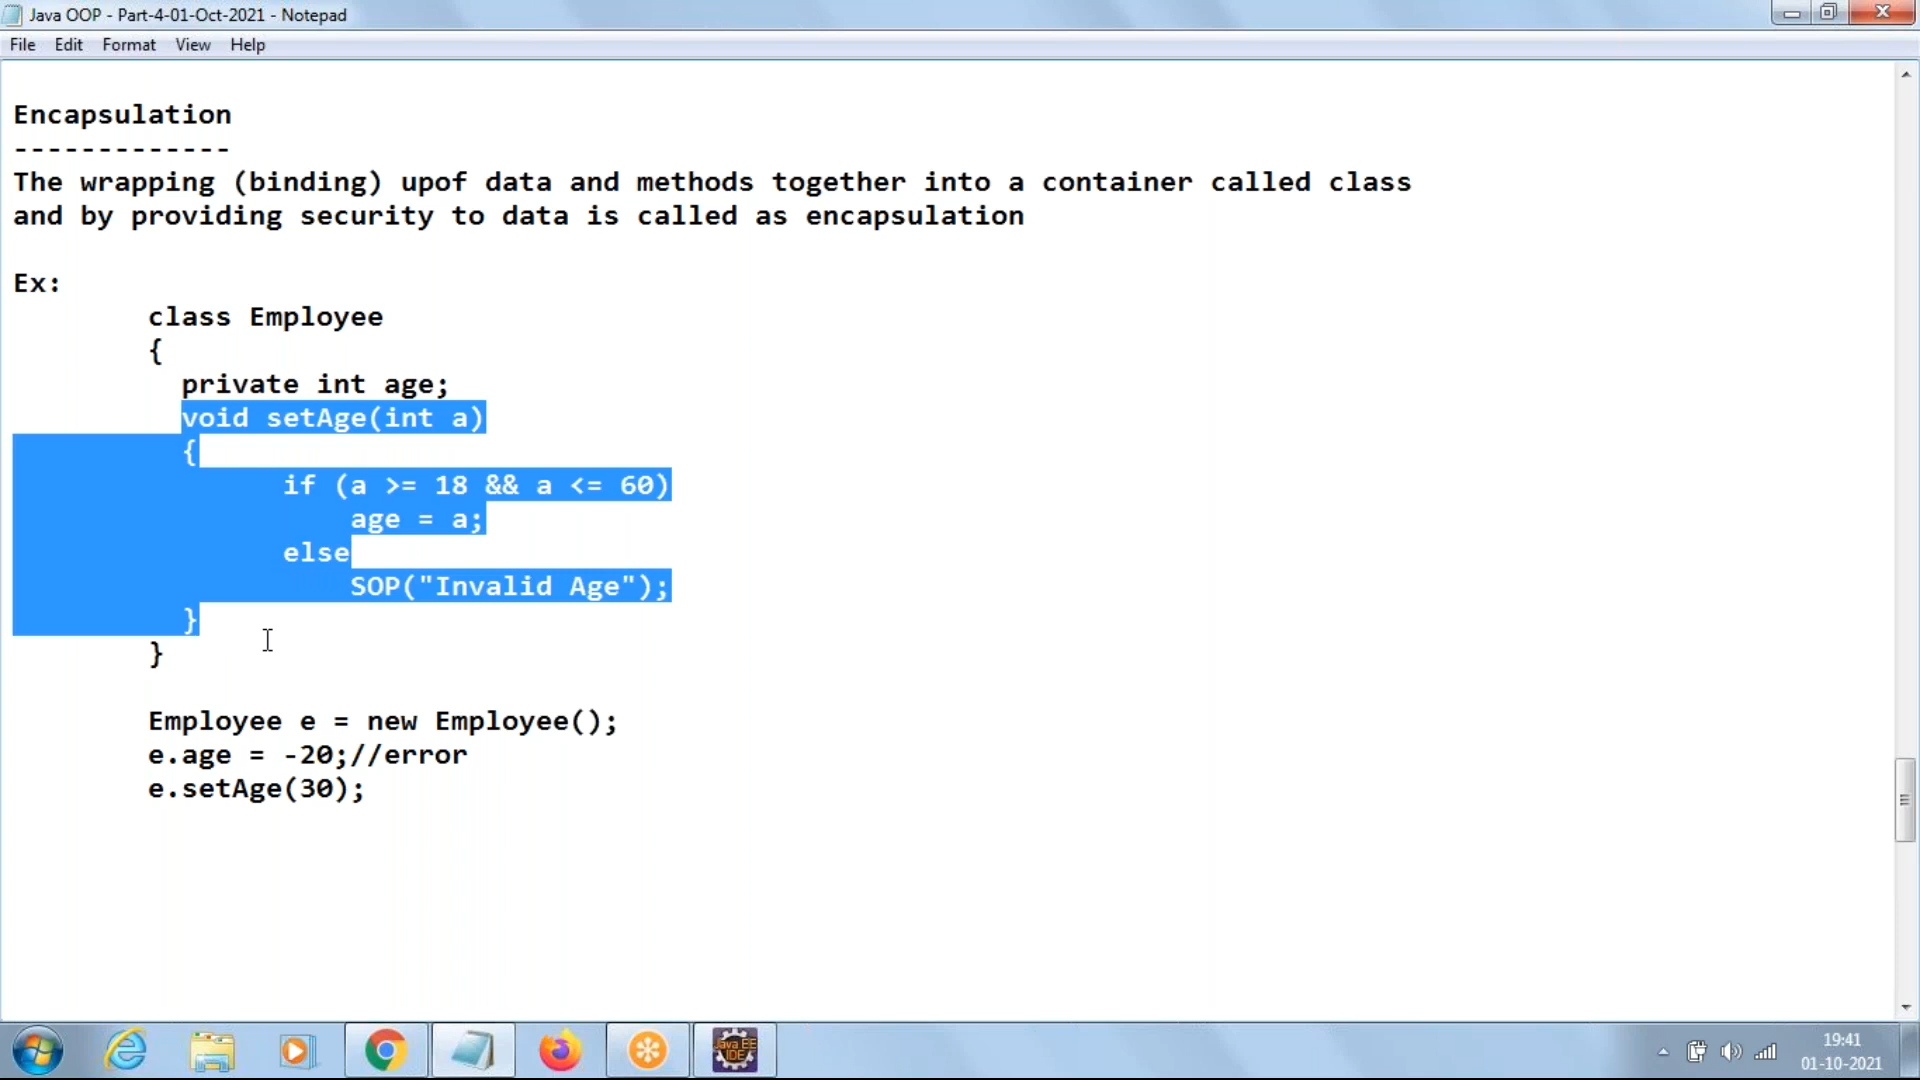 Java OOP - Part-4-01-Oct-2021 - Notepad
File Edit Format View Help
Encapsulation
-------------
The wrapping (binding) upof data and methods together into a container called class
and by providing security to data is called as encapsulation
Ex:
class Employee
{
private int age;
void setAge(int a)
{
if (a >= 18 && a <= 60)
age = a;
else
SOP("Invalid Age");
}
}
Employee e = new Employee();
e.age = -20;//error
e.setAge(30);
Java EE
IDE
19:41
01-10-2021